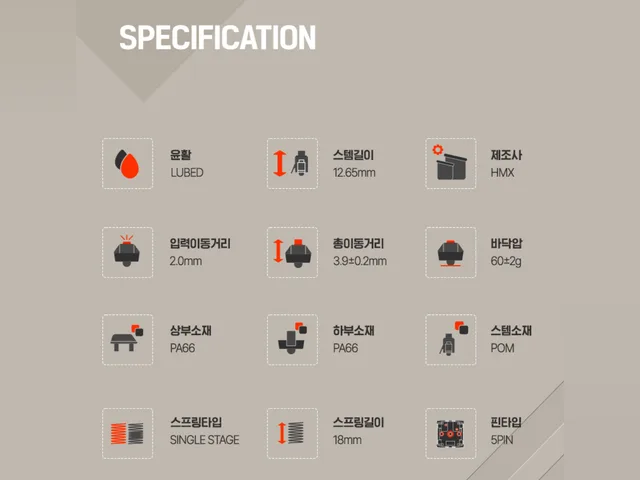 SPECIFICATION
윤활
LUBED
스템길이
12.65mm
제조사
HMX
입력이동거리
2.0mm
총이동거리
3.9±0.2mm
바닥압
60±2g
상부소재
PA66
하부소재
PA66
스템소재
POM
스프링타입
SINGLE STAGE
스프링길이
18mm
핀타입
5PIN